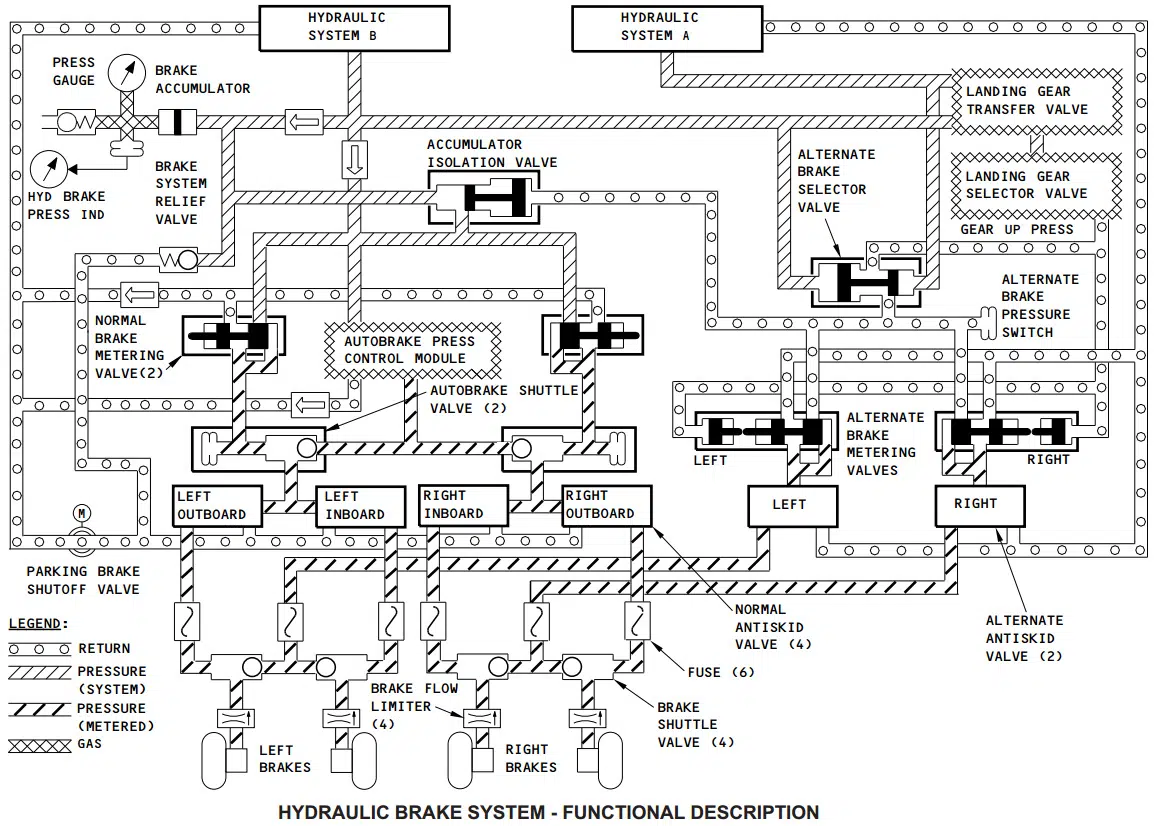 HYDRAULIC
SYSTEM B
HYDRAULIC
SYSTEM A
PRESS
GAUGE
BRAKE
ACCUMULATOR
LANDING GEAR
TRANSFER VALVE
ACCUMULATOR
ISOLATION VALVE
ALTERNATE
BRAKE
SELECTOR
VALVE
HYD BRAKE
PRESS IND
BRAKE
SYSTEM
RELIEF
VALVE
LANDING GEAR
SELECTOR VALVE
GEAR UP PRESS
ALTERNATE
BRAKE
PRESSURE
SWITCH
NORMAL
BRAKE
METERING
VALVE(2)
AUTOBRAKE PRESS
CONTROL MODULE
AUTOBRAKE SHUTTLE
VALVE (2)
ALTERNATE
BRAKE
METERING
VALVES
LEFT
RIGHT
LEFT
OUTBOARD
LEFT
INBOARD
RIGHT
INBOARD
RIGHT
OUTBOARD
LEFT
RIGHT
M
PARKING BRAKE
SHUTOFF VALVE
NORMAL
ANTISKID
VALVE (4)
ALTERNATE
ANTISKID
VALVE (2)
FUSE (6)
LEGEND:
RETURN
PRESSURE
(SYSTEM)
PRESSURE
(METERED)
GAS
BRAKE FLOW
LIMITER
(4)
BRAKE
SHUTTLE
VALVE (4)
LEFT
BRAKES
RIGHT
BRAKES
HYDRAULIC BRAKE SYSTEM - FUNCTIONAL DESCRIPTION